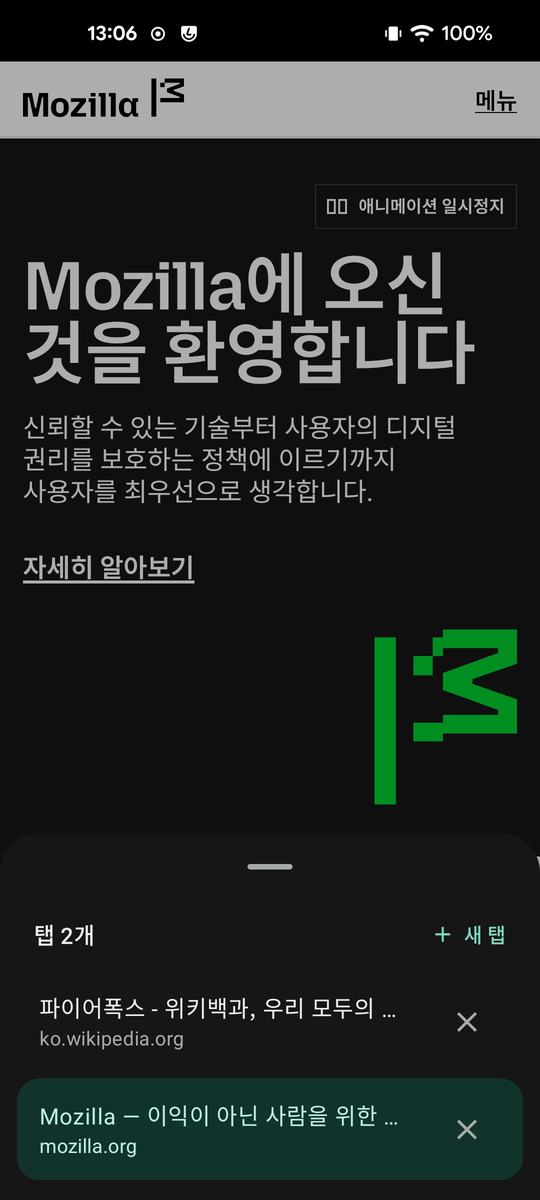 13:06
100%
Mozilla
메뉴
애니메이션 일시정지
Mozilla에 오신
것을 환영합니다
신뢰할 수 있는 기술부터 사용자의 디지털
권리를 보호하는 정책에 이르기까지
사용자를 최우선으로 생각합니다.
자세히 알아보기
탭 2개
+ 새 탭
파이어폭스 - 위키백과, 우리 모두의 ...
ko.wikipedia.org
Mozilla — 이익이 아닌 사람을 위한 ...
mozilla.org